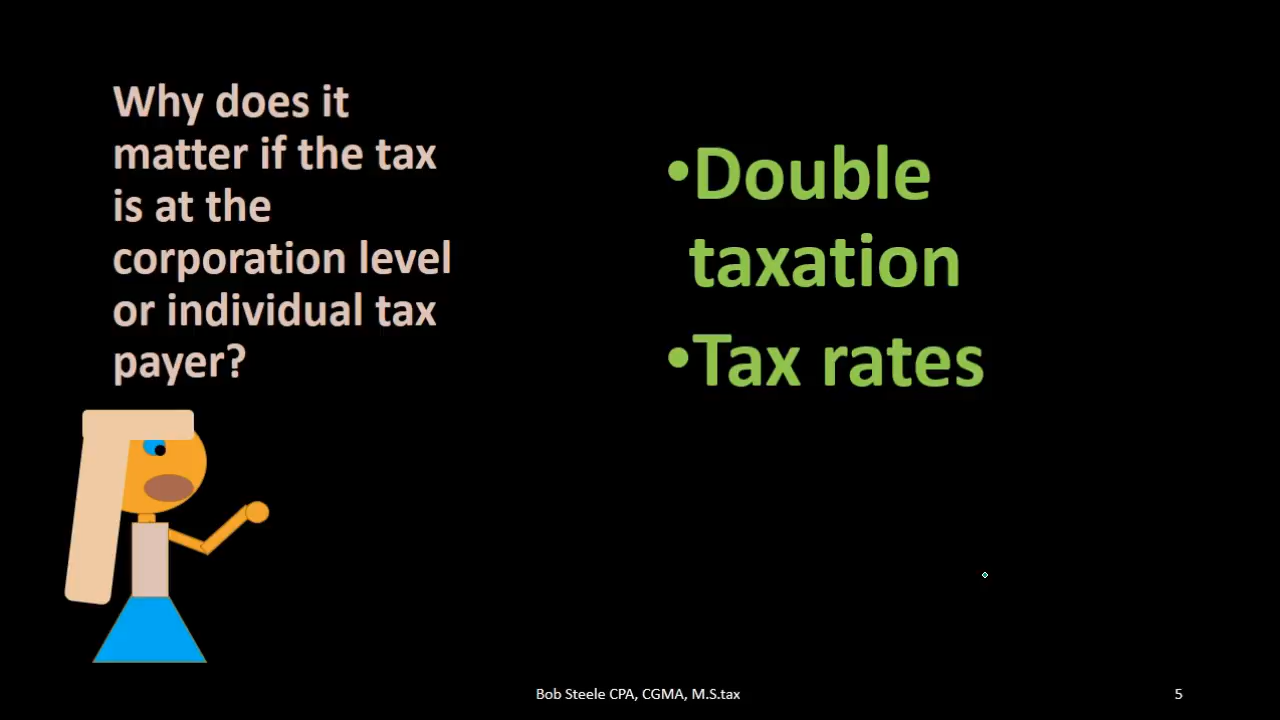 Why does it
matter if the tax
is at the
corporation level
or individual tax
payer?
•Double
taxation
•Tax rates
Bob Steele CPA, CGMA, M.S.tax
5